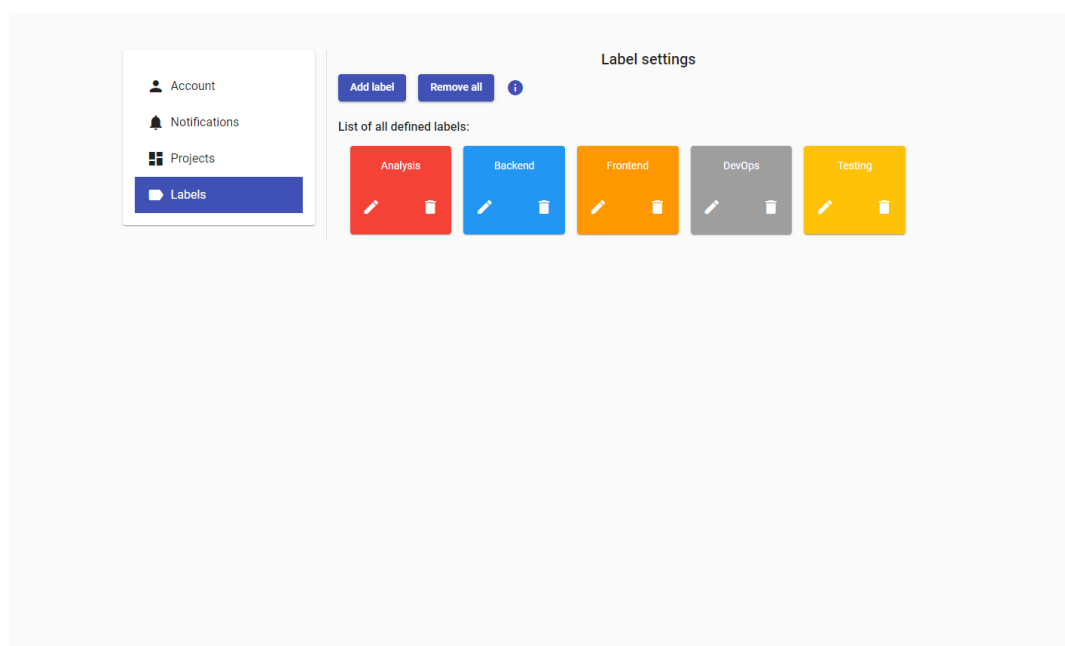 Label settings
Account
Notifications
Projects
Labels
Add label
Remove all
List of all defined labels:
Analysis
Backend
Frontend
DevOps
Testing